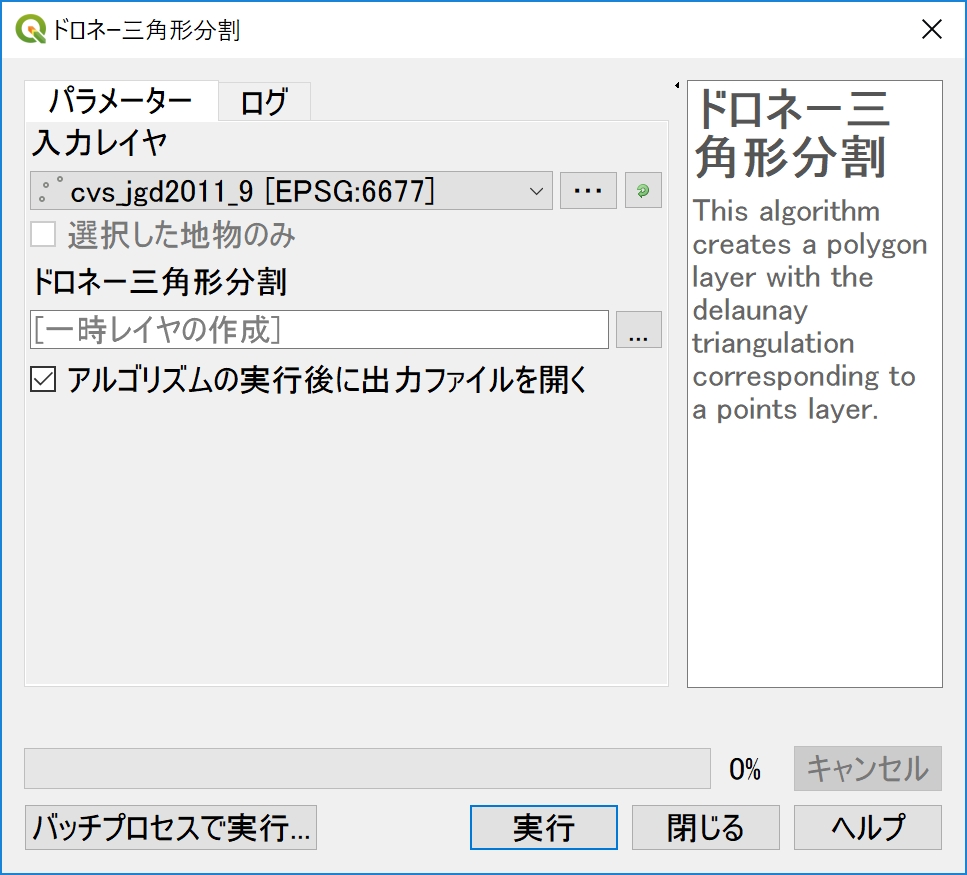 ドロネー三角形分割
パラメーター
ログ
入力レイヤ
cvs_jgd2011_9 [EPSG:6677]
...
選択した地物のみ
ドロネー三角形分割
[一時レイヤの作成]
...
アルゴリズムの実行後に出力ファイルを開く
ドロネー三
角形分割
This algorithm
creates a polygon
layer with the
delaunay
triangulation
corresponding to
a points layer.
0%
キャンセル
バッチプロセスで実行...
実行
閉じる
ヘルプ